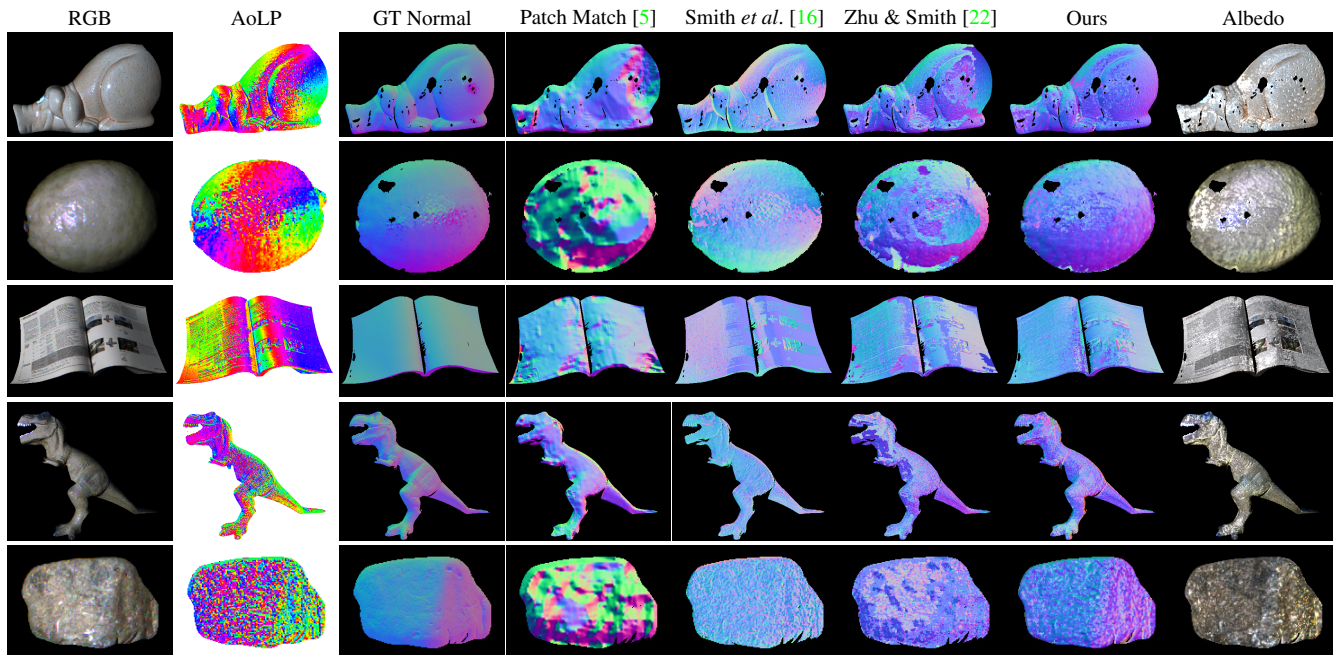 RGB AoLP GT Normal Patch Match [5] Smith et al. [16] Zhu & Smith [22] Ours Albedo